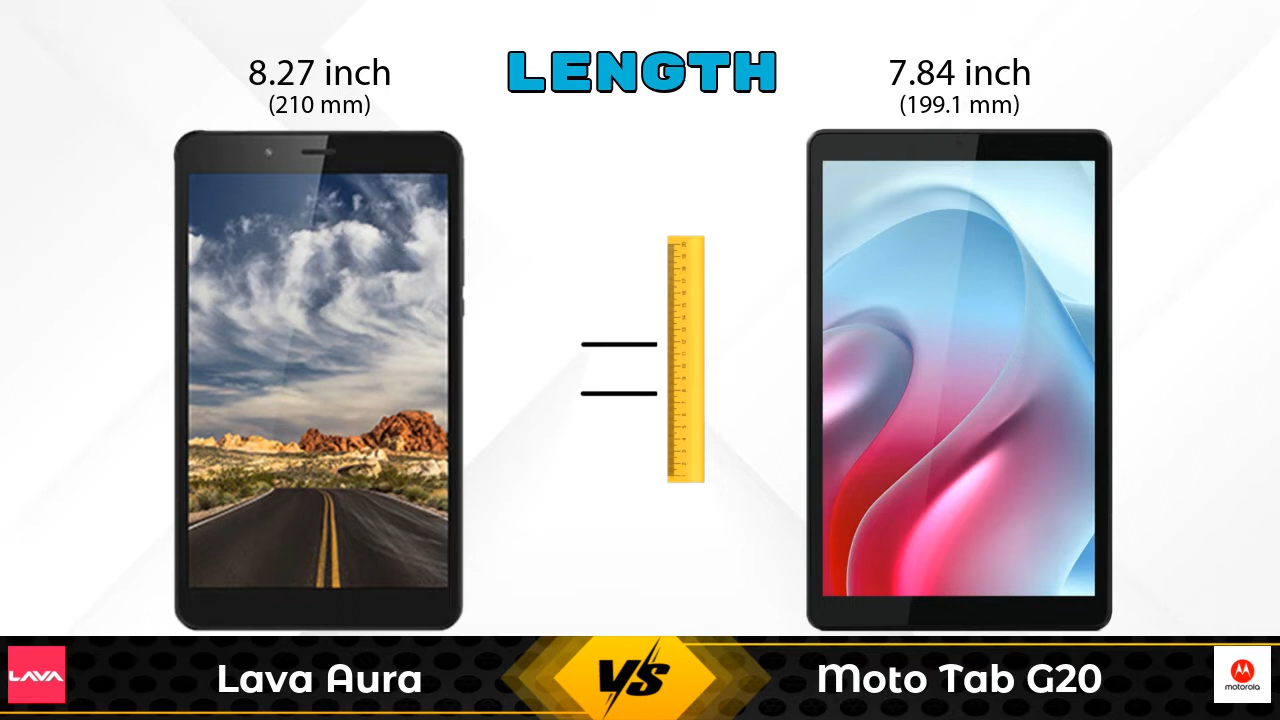 LENGTH
8.27 inch
(210 mm)
7.84 inch
(199.1 mm)
LAVA
Lava Aura
VS
Moto Tab G20
motorola